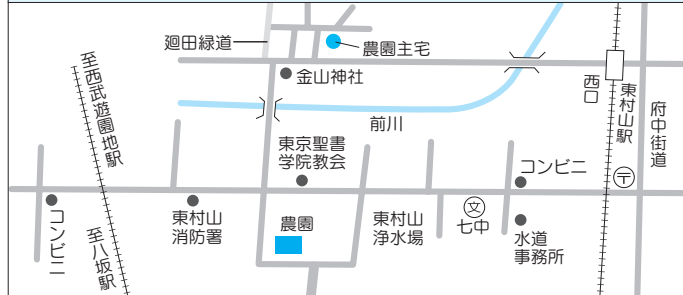 廻田緑道
農園主宅
金山神社
至西武遊園地駅
前川
西口
東村山駅
府中街道
東京聖書
学院教会
コンビニ
〒
コンビニ
至八坂駅
東村山
消防署
農園
東村山
浄水場
文
七中
水道
事務所